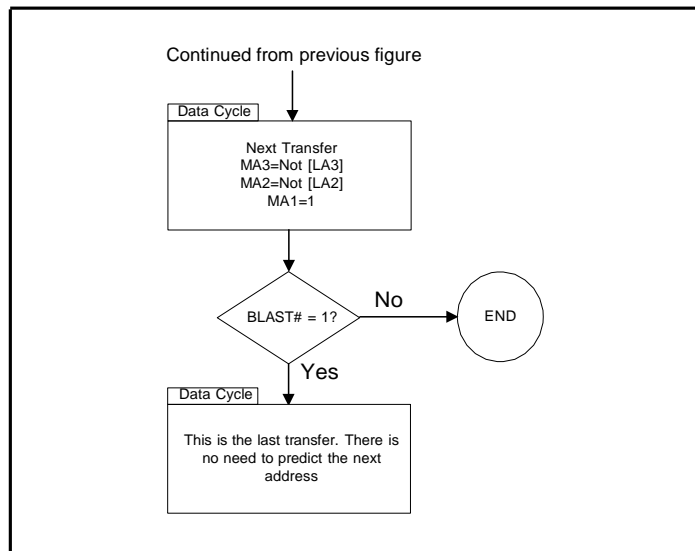 Continued from previous figure
Data Cycle
Next Transfer
MA3=Not [LA3]
MA2=Not [LA2]
MA1=1
BLAST# = 1?
No
END
Yes
Data Cycle
This is the last transfer. There is
no need to predict the next
address